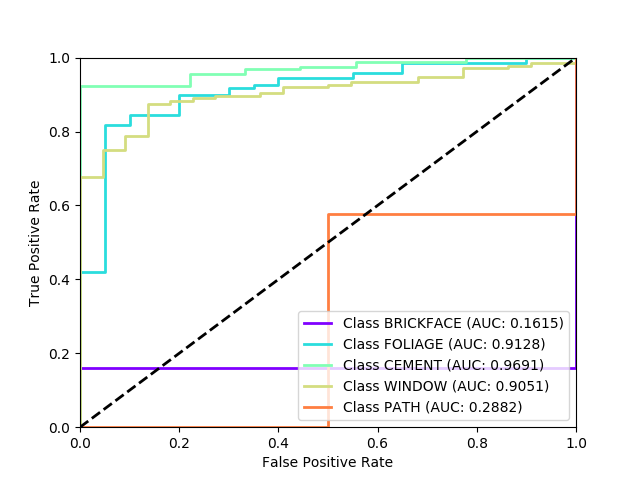 1.0
0.8
0.6
0.4
0.2
0.0
True Positive Rate
Class BRICKFACE (AUC: 0.1615)
Class FOLIAGE (AUC: 0.9128)
Class CEMENT (AUC: 0.9691)
Class WINDOW (AUC: 0.9051)
Class PATH (AUC: 0.2882)
0.0 0.2 0.4 0.6 0.8 1.0
False Positive Rate